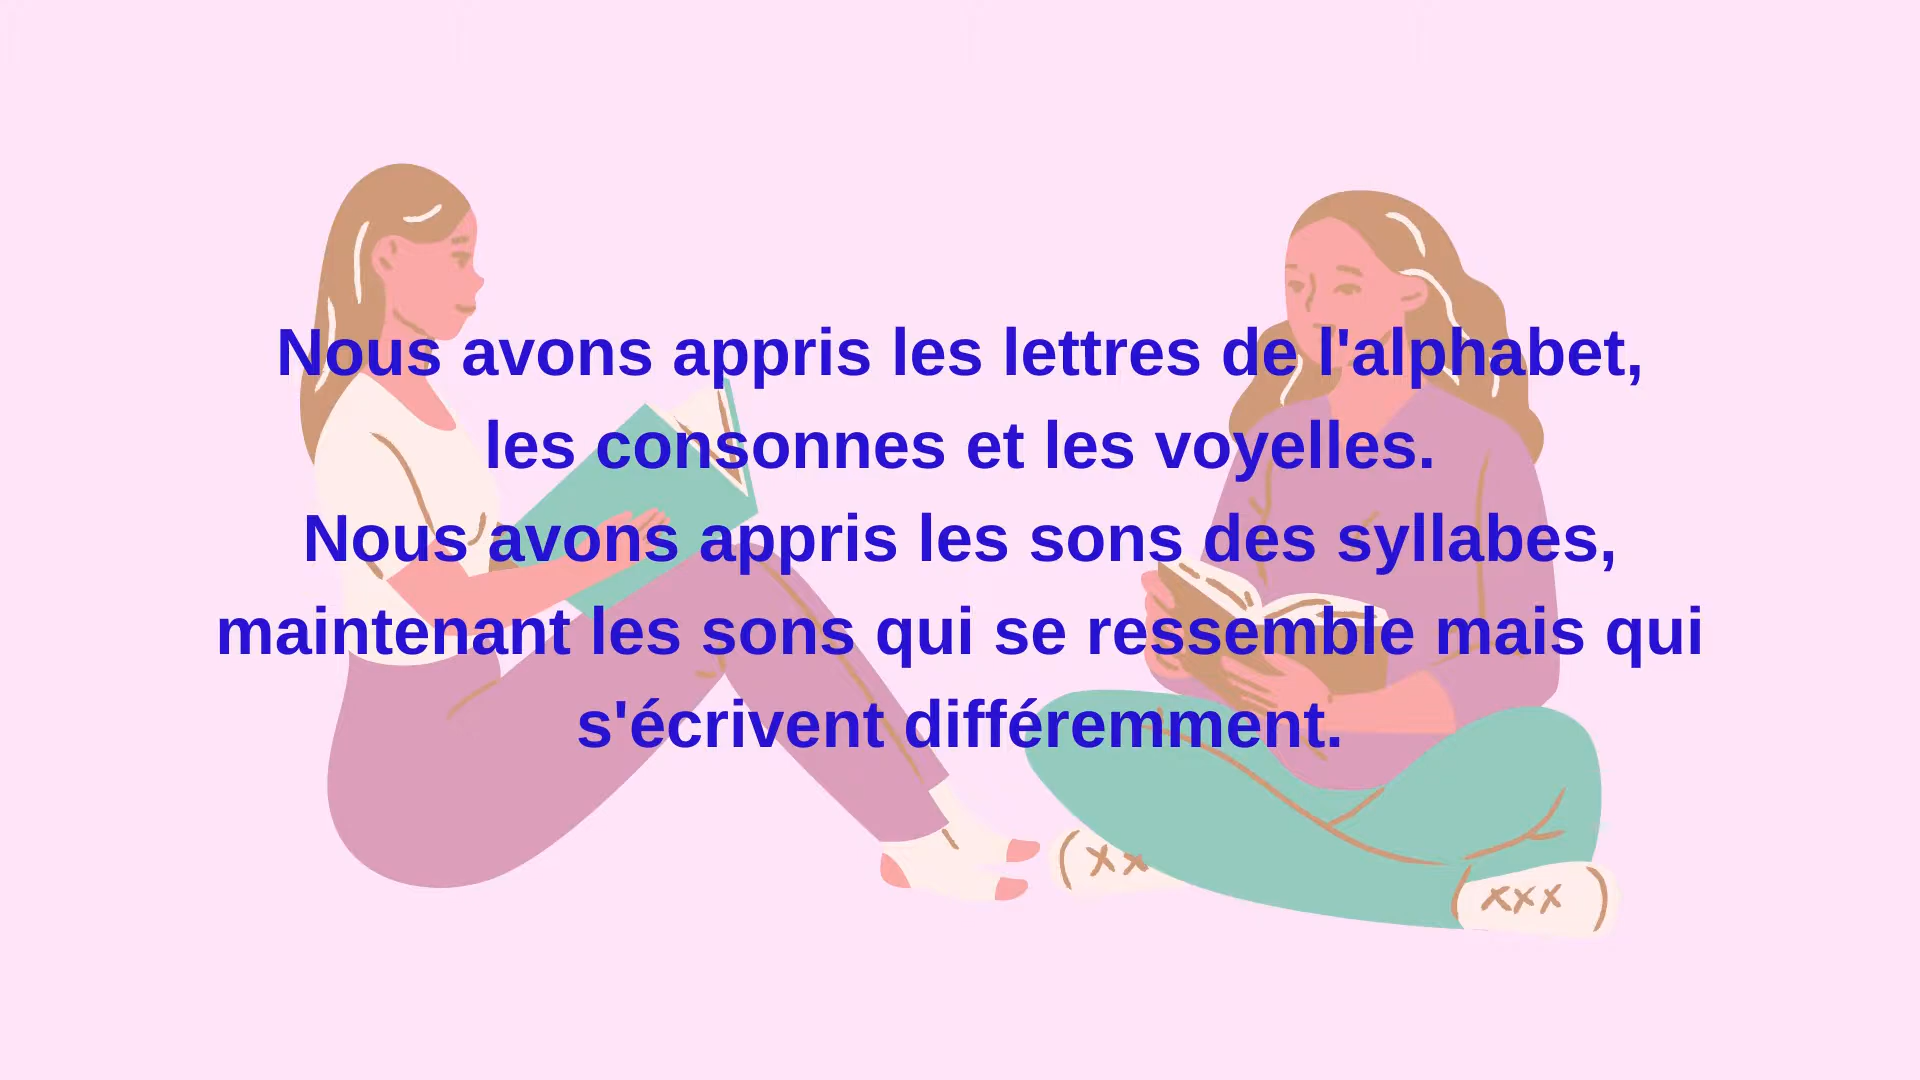 Nous avons appris les lettres de l'alphabet,
les consonnes et les voyelles.
Nous avons appris les sons des syllabes,
maintenant les sons qui se ressemble mais qui
s'écrivent différemment.